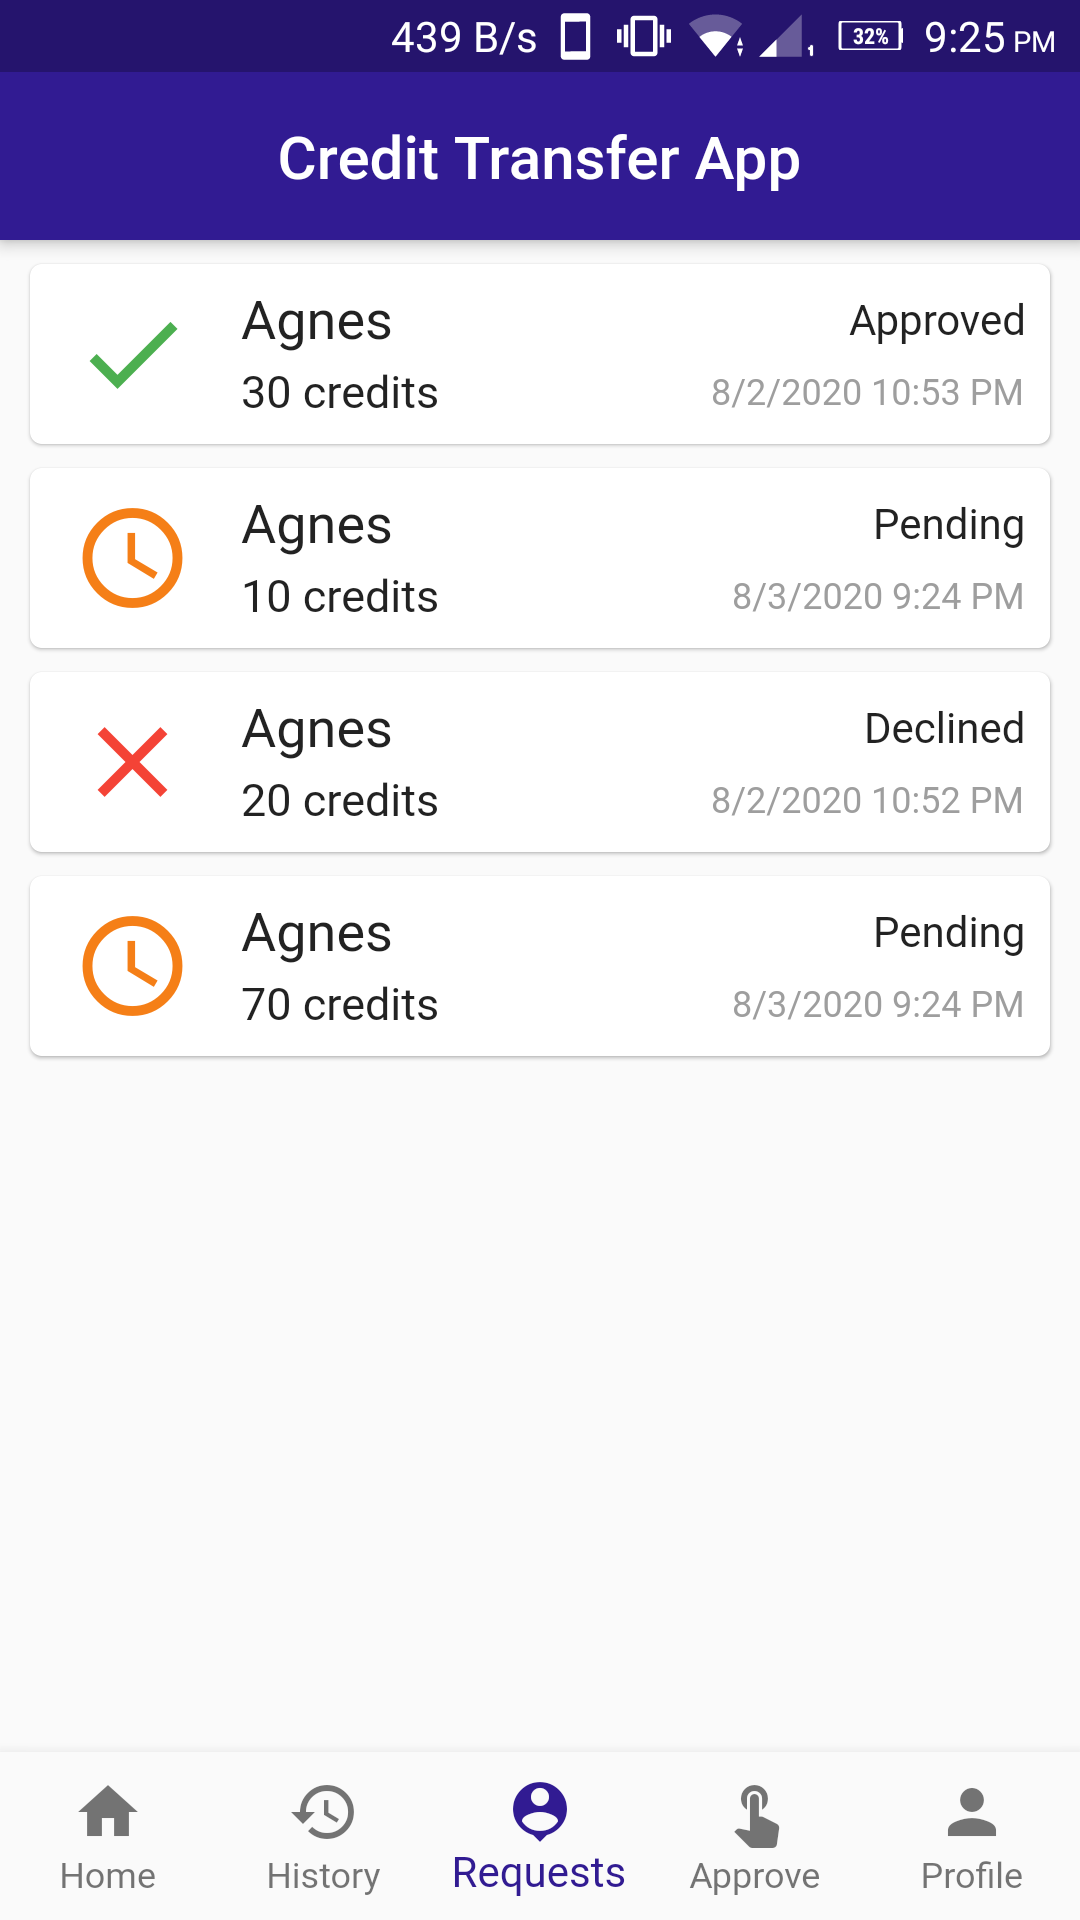 439 B/s 32% 9:25 PM
Credit Transfer App
Agnes Approved
30 credits 8/2/2020 10:53 PM
Agnes Pending
10 credits 8/3/2020 9:24 PM
Agnes Declined
20 credits 8/2/2020 10:52 PM
Agnes Pending
70 credits 8/3/2020 9:24 PM
Home History Requests Approve Profile